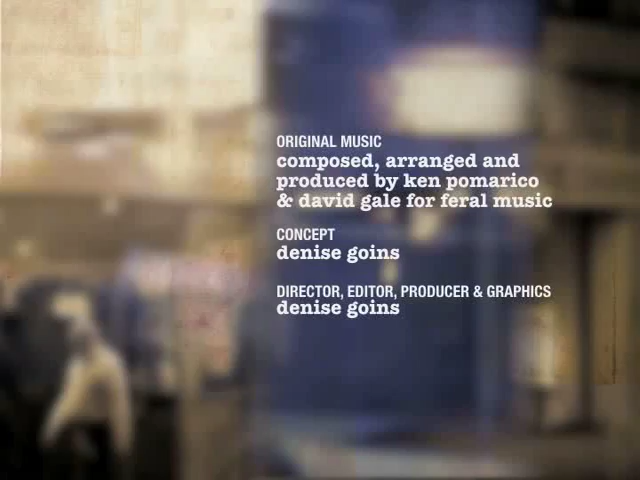 ORIGINAL MUSIC
composed, arranged and
produced by ken pomarico
& david gale for feral music
CONCEPT
denise goins
DIRECTOR, EDITOR, PRODUCER & GRAPHICS
denise goins